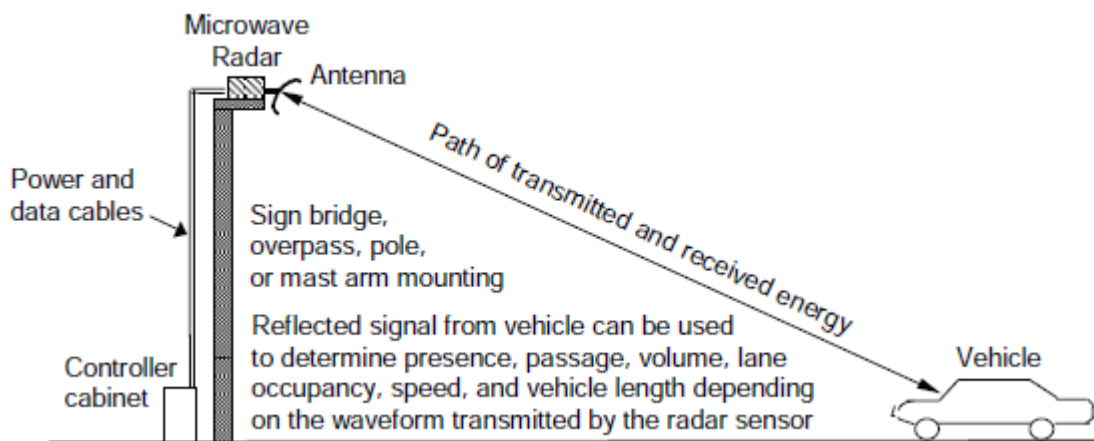 Microwave
Radar
Antenna
Path of transmitted and received energy
Power and
data cables
Sign bridge,
overpass, pole,
or mast arm mounting
Reflected signal from vehicle can be used
to determine presence, passage, volume, lane
occupancy, speed, and vehicle length depending
on the waveform transmitted by the radar sensor
Controller
cabinet
Vehicle